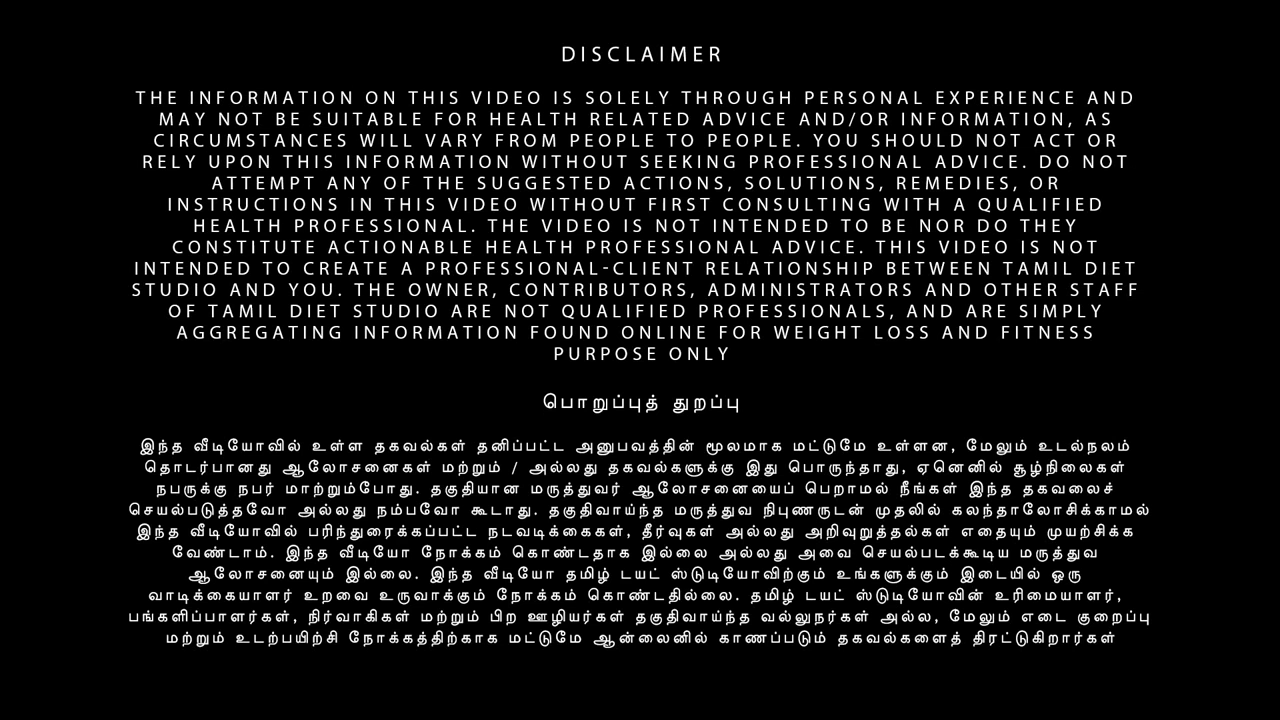 DISCLAIMER
THE INFORMATION ON THIS VIDEO IS SOLELY THROUGH PERSONAL EXPERIENCE AND
MAY NOT BE SUITABLE FOR HEALTH RELATED ADVICE AND/OR INFORMATION, AS
CIRCUMSTANCES WILL VARY FROM PEOPLE TO PEOPLE. YOU SHOULD NOT ACT OR
RELY UPON THIS INFORMATION WITHOUT SEEKING PROFESSIONAL ADVICE. DO NOT
ATTEMPT ANY OF THE SUGGESTED ACTIONS, SOLUTIONS, REMEDIES, OR
INSTRUCTIONS IN THIS VIDEO WITHOUT FIRST CONSULTING WITH A QUALIFIED
HEALTH PROFESSIONAL. THE VIDEO IS NOT INTENDED TO BE NOR DO THEY
CONSTITUTE ACTIONABLE HEALTH PROFESSIONAL ADVICE. THIS VIDEO IS NOT
INTENDED TO CREATE A PROFESSIONAL-CLIENT RELATIONSHIP BETWEEN TAMIL DIET
STUDIO AND YOU. THE OWNER, CONTRIBUTORS, ADMINISTRATORS AND OTHER STAFF
OF TAMIL DIET STUDIO ARE NOT QUALIFIED PROFESSIONALS, AND ARE SIMPLY
AGGREGATING INFORMATION FOUND ONLINE FOR WEIGHT LOSS AND FITNESS
PURPOSE ONLY
பொறுப்புத் துறப்பு
இந்த வீடியோவில் உள்ள தகவல்கள் தனிப்பட்ட அனுபவத்தின் மூலமாக மட்டுமே உள்ளன, மேலும் உடல்நலம்
தொடர்பானது ஆலோசனைகள் மற்றும் / அல்லது தகவல்களுக்கு இது பொருந்தாது, ஏனெனில் சூழ்நிலைகள்
நபருக்கு நபர் மாற்றும்போது. தகுதியான மருத்துவர் ஆலோசனையைப் பெறாமல் நீங்கள் இந்த தகவலைச்
செயல்படுத்தவோ அல்லது நம்பவோ கூடாது. தகுதிவாய்ந்த மருத்துவ நிபுணருடன் முதலில் கலந்தாலோசிக்காமல்
இந்த வீடியோவில் பரிந்துரைக்கப்பட்ட நடவடிக்கைகள், தீர்வுகள் அல்லது அறிவுறுத்தல்கள் எதையும் முயற்சிக்க
வேண்டாம். இந்த வீடியோ நோக்கம் கொண்டதாக இல்லை அல்லது அவை செயல்படக்கூடிய மருத்துவ
ஆலோசனையும் இல்லை. இந்த வீடியோ தமிழ் டயட் ஸ்டுடியோவிற்கும் உங்களுக்கும் இடையில் ஒரு
வாடிக்கையாளர் உறவை உருவாக்கும் நோக்கம் கொண்டதில்லை. தமிழ் டயட் ஸ்டுடியோவின் உரிமையாளர்,
பங்களிப்பாளர்கள், நிர்வாகிகள் மற்றும் பிற ஊழியர்கள் தகுதிவாய்ந்த வல்லுநர்கள் அல்ல, மேலும் எடை குறைப்பு
மற்றும் உடற்பயிற்சி நோக்கத்திற்காக மட்டுமே ஆன்லைனில் காணப்படும் தகவல்களைத் திரட்டுகிறார்கள்